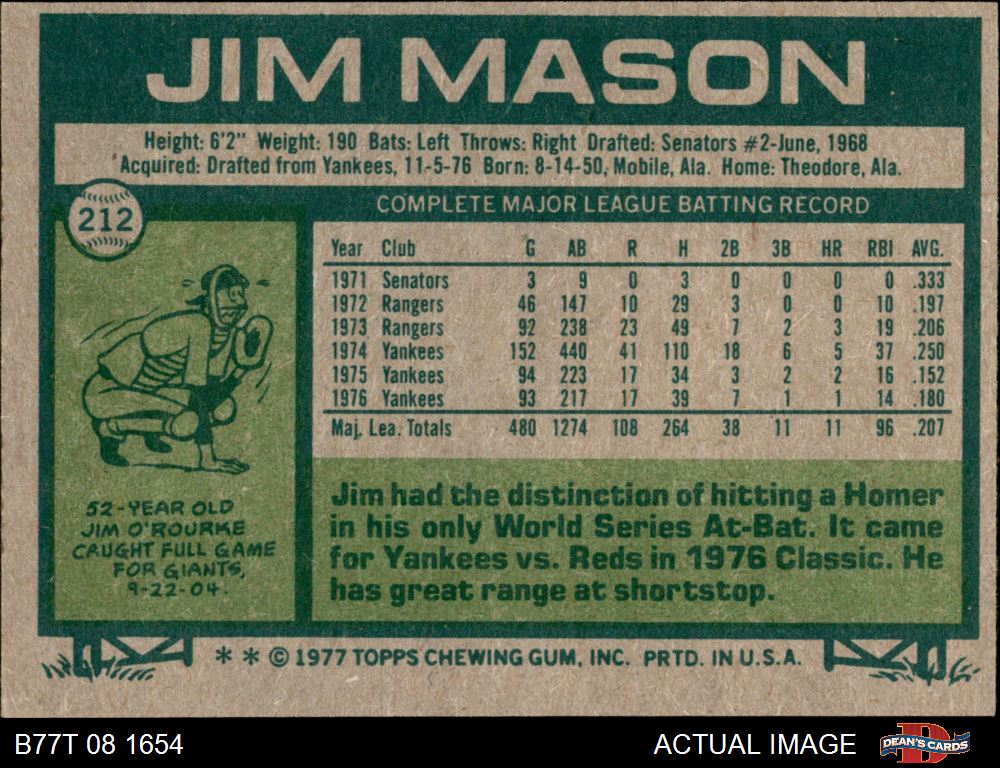 JIM MASON
Height: 6'2" Weight: 190 Bats: Left Throws: Right Drafted: Senators #2-June, 1968
Acquired: Drafted from Yankees, 11-5-76 Born: 8-14-50, Mobile, Ala. Home: Theodore, Ala.
212
COMPLETE MAJOR LEAGUE BATTING RECORD
Year Club G AB R H 2B 3B HR RBI AVG.
1971 Senators 3 9 0 3 0 0 0 0 .333
1972 Rangers 46 147 10 29 3 0 0 10 .197
1973 Rangers 92 238 23 49 7 2 3 19 .206
1974 Yankees 152 440 41 110 18 6 5 37 .250
1975 Yankees 94 223 17 34 3 2 2 16 .152
1976 Yankees 93 217 17 39 7 1 1 14 .180
Maj. Lea. Totals 480 1274 108 264 38 11 11 96 .207
52-YEAR OLD
JIM O'ROURKE
CAUGHT FULL GAME
FOR GIANTS,
9-22-04.
Jim had the distinction of hitting a Homer
in his only World Series At-Bat. It came
for Yankees vs. Reds in 1976 Classic. He
has great range at shortstop.
* * © 1977 TOPPS CHEWING GUM, INC. PRTD. IN U.S.A.
B77T 08 1654 ACTUAL IMAGE DEAN'S CARDS